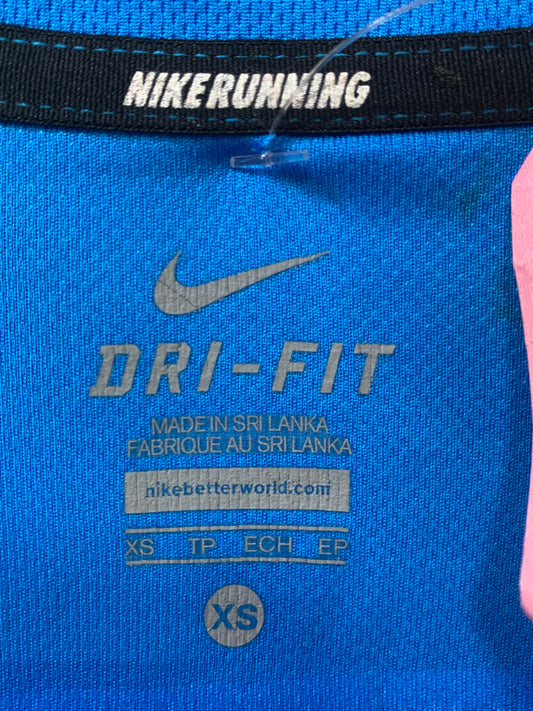 NIKERUNNING
DRI-FIT
MADE IN SRI LANKA
FABRIQUE AU SRI LANKA
nikebetterworld.com
XS TP ECH EP
XS